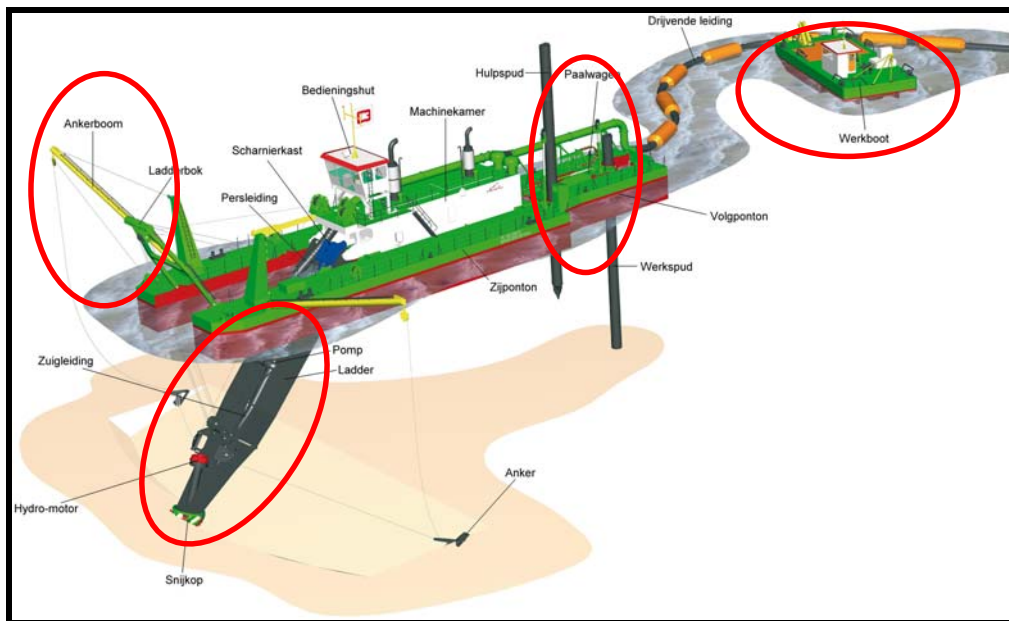 Drijvende leiding
Hulpspud
Paalwagen
Bedieningshut
Machinekamer
Ankerboom
Werkboot
Scharnierkast
Ladderbok
Persleiding
Volgponton
Werkspud
Zijponton
Pomp
Zuigleiding
Ladder
Anker
Hydro-motor
Snijkop